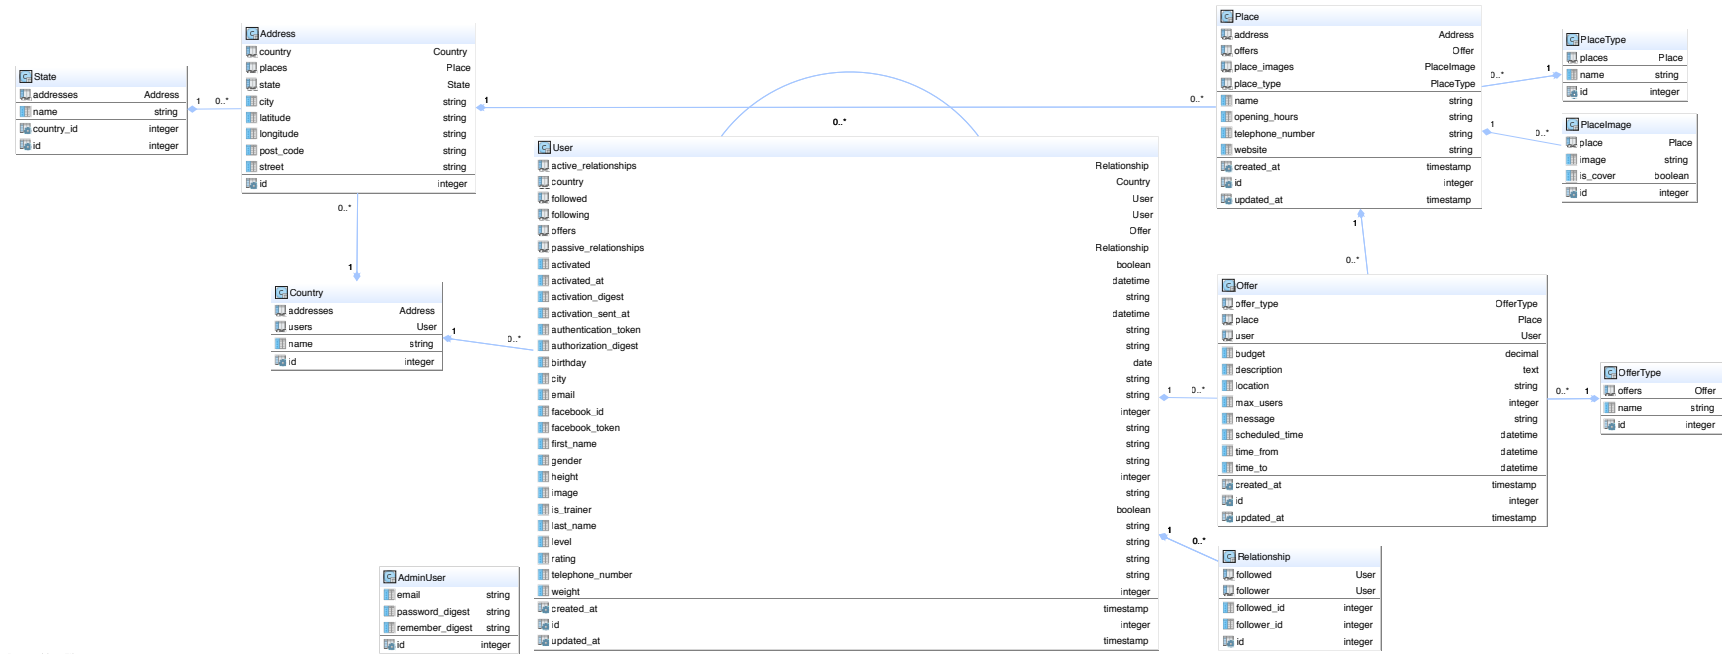 State
addresses Address
name string
country_id integer
id integer
1 0..*
Address
country Country
places Place
state State
city string
latitude string
longitude string
post_code string
street string
id integer
1 0..*
0..*
1
0..*
Country
addresses Address
users User
name string
id integer
1 0..*
User
active_relationships Relationship
country Country
followed User
following User
offers Offer
passive_relationships Relationship
activated boolean
activated_at datetime
activation_digest string
activation_sent_at datetime
authentication_token string
authorization_digest string
birthday date
city string
email string
facebook_id integer
facebook_token string
first_name string
gender string
height integer
image string
is_trainer boolean
last_name string
level string
rating string
telephone_number string
weight integer
created_at timestamp
id integer
updated_at timestamp
AdminUser
email string
password_digest string
remember_digest string
id integer
Place
address Address
offers Offer
place_images PlaceImage
place_type PlaceType
name string
opening_hours string
telephone_number string
website string
created_at timestamp
id integer
updated_at timestamp
0..* 1
PlaceType
places Place
name string
id integer
1 0..*
PlaceImage
place Place
image string
is_cover boolean
id integer
1
0..*
Offer
offer_type OfferType
place Place
user User
budget decimal
description text
location string
max_users integer
message string
scheduled_time datetime
time_from datetime
time_to datetime
created_at timestamp
id integer
updated_at timestamp
1 0..*
0..* 1
OfferType
offers Offer
name string
id integer
1
0..*
Relationship
followed User
follower User
followed_id integer
follower_id integer
id integer